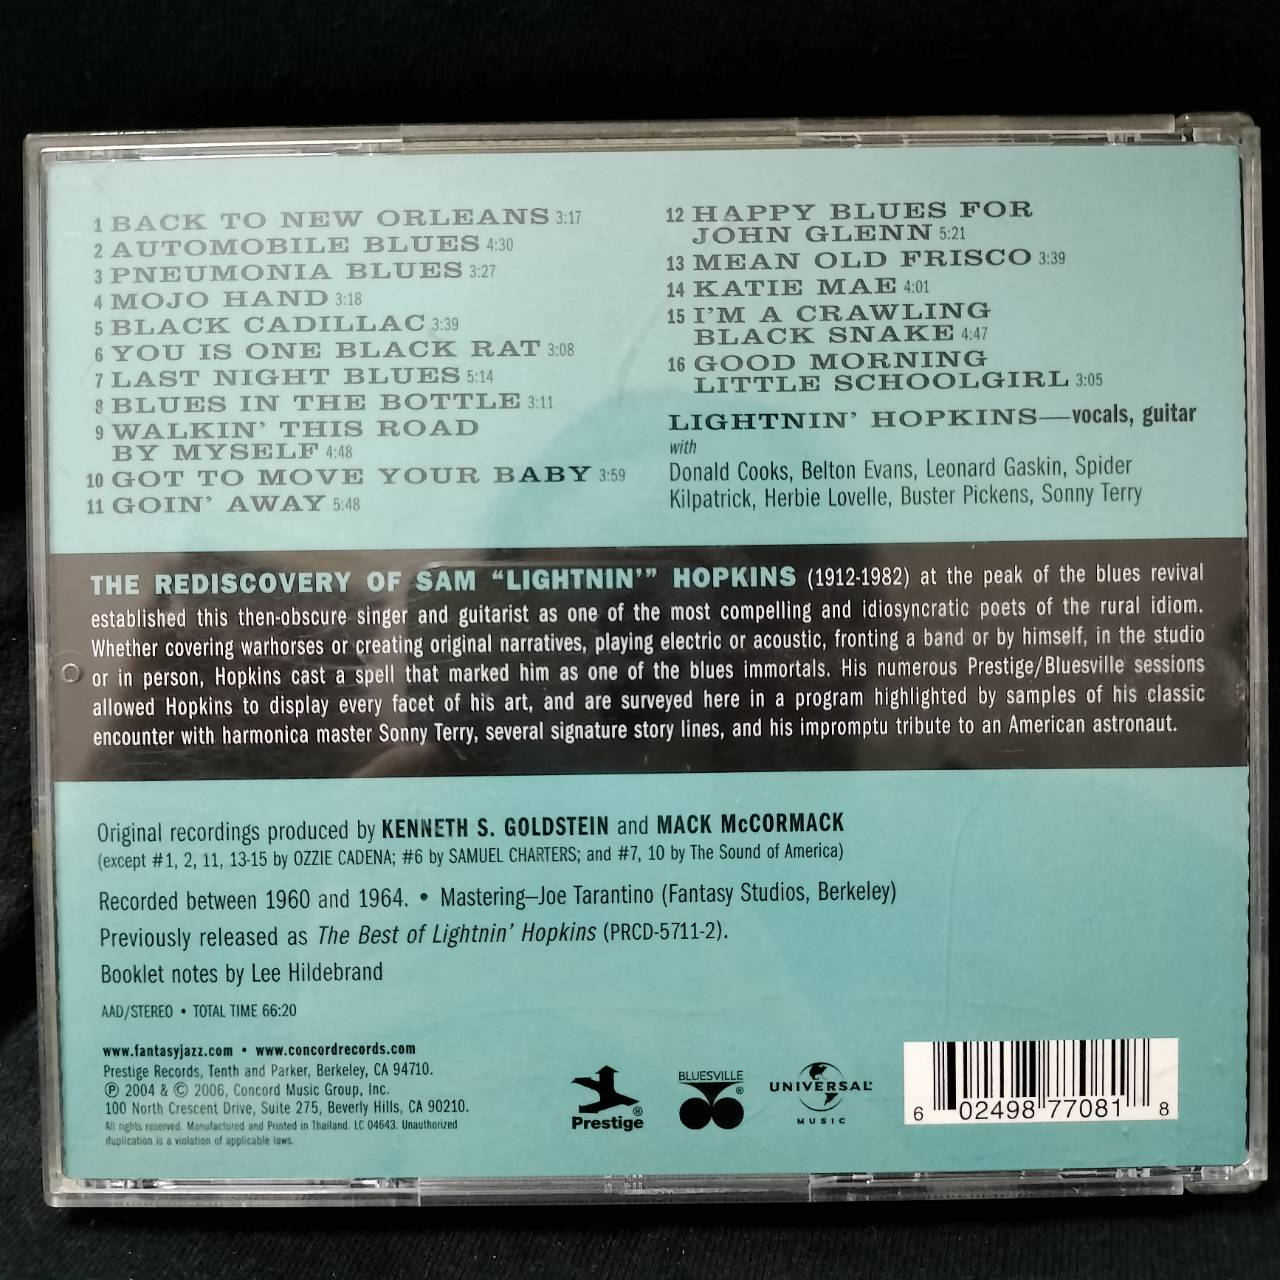 1 BACK TO NEW ORLEANS 3:17
2 AUTOMOBILE BLUES 4:30
3 PNEUMONIA BLUES 3:27
4 MOJO HAND 3:18
5 BLACK CADILLAC 3:39
6 YOU IS ONE BLACK RAT 3:08
7 LAST NIGHT BLUES 5:14
8 BLUES IN THE BOTTLE 3:11
9 WALKIN' THIS ROAD
BY MYSELF 4:48
10 GOT TO MOVE YOUR BABY 3:59
11 GOIN' AWAY 5:48
12 HAPPY BLUES FOR
JOHN GLENN 5:21
13 MEAN OLD FRISCO 3:39
14 KATIE MAE 4:01
15 I'M A CRAWLING
BLACK SNAKE 4:47
16 GOOD MORNING
LITTLE SCHOOLGIRL 3:05
LIGHTNIN' HOPKINS—vocals, guitar
with
Donald Cooks, Belton Evans, Leonard Gaskin, Spider
Kilpatrick, Herbie Lovelle, Buster Pickens, Sonny Terry
THE REDISCOVERY OF SAM "LIGHTNIN'" HOPKINS (1912-1982) at the peak of the blues revival
established this then-obscure singer and guitarist as one of the most compelling and idiosyncratic poets of the rural idiom.
Whether covering warhorses or creating original narratives, playing electric or acoustic, fronting a band or by himself, in the studio
or in person, Hopkins cast a spell that marked him as one of the blues immortals. His numerous Prestige/Bluesville sessions
allowed Hopkins to display every facet of his art, and are surveyed here in a program highlighted by samples of his classic
encounter with harmonica master Sonny Terry, several signature story lines, and his impromptu tribute to an American astronaut.
Original recordings produced by KENNETH S. GOLDSTEIN and MACK McCORMACK
(except #1, 2, 11, 13-15 by OZZIE CADENA; #6 by SAMUEL CHARTERS; and #7, 10 by The Sound of America)
Recorded between 1960 and 1964. • Mastering—Joe Tarantino (Fantasy Studios, Berkeley)
Previously released as The Best of Lightnin' Hopkins (PRCD-5711-2).
Booklet notes by Lee Hildebrand
AAD/STEREO • TOTAL TIME 66:20
www.fantasyjazz.com • www.concordrecords.com
Prestige Records, Tenth and Parker, Berkeley, CA 94710.
℗ 2004 & © 2006, Concord Music Group, Inc.
100 North Crescent Drive, Suite 275, Beverly Hills, CA 90210.
All rights reserved. Manufactured and Printed in Thailand. LC 04643. Unauthorized
duplication is a violation of applicable laws.
Prestige®
BLUESVILLE®
UNIVERSAL
MUSIC
6 02498 77081 8